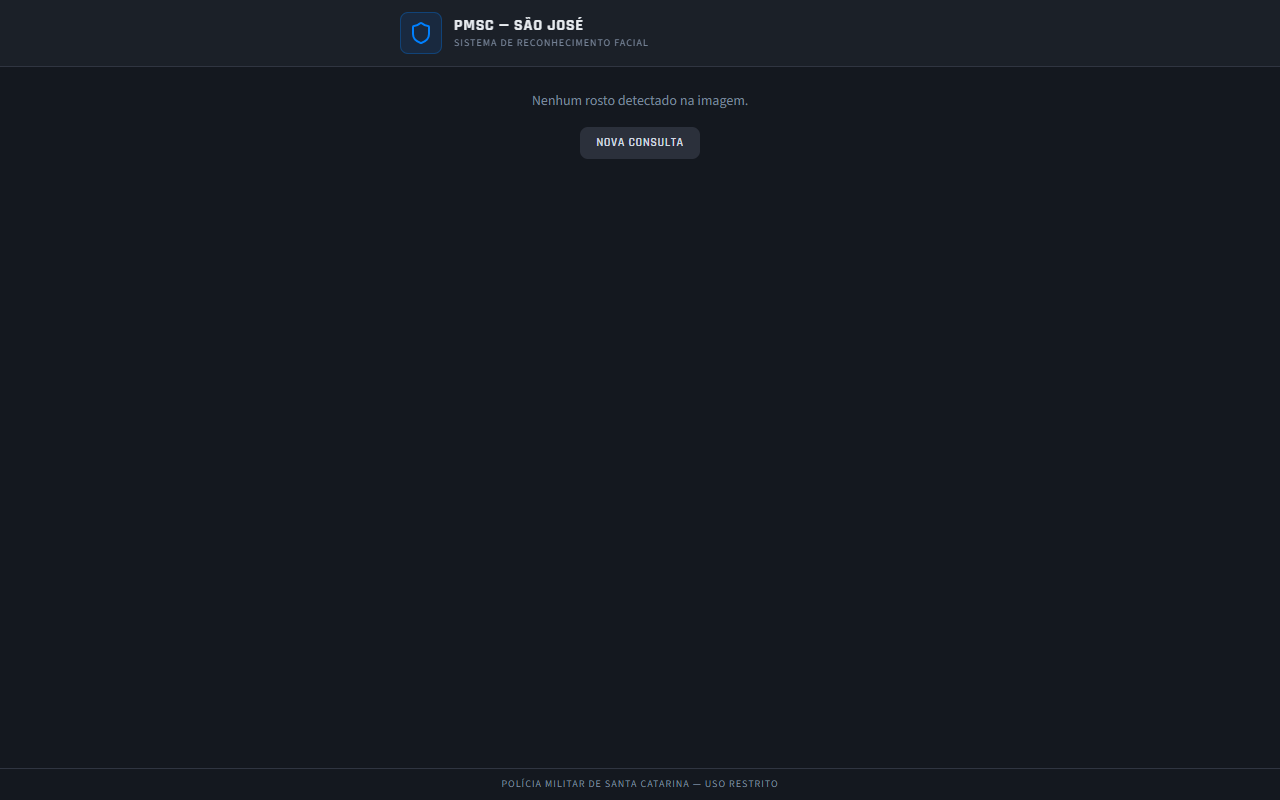 PMSC — SÃO JOSÉ
SISTEMA DE RECONHECIMENTO FACIAL
Nenhum rosto detectado na imagem.
NOVA CONSULTA
POLÍCIA MILITAR DE SANTA CATARINA — USO RESTRITO